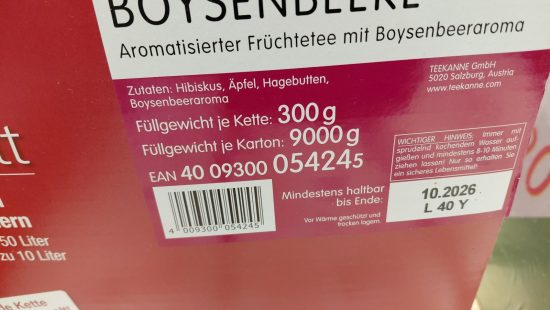 BOYSENBEERE
Aromatisierter Früchtetee mit Boysenbeeraroma
Zutaten: Hibiskus, Äpfel, Hagebutten,
Boysenbeeraroma
TEEKANNE GmbH
5020 Salzburg, Austria
www.teekanne.com
Füllgewicht je Kette: 300 g
Füllgewicht je Karton: 9000 g
EAN 40 09300 054245
4 009300 054245
Mindestens haltbar
bis Ende:
Vor Wärme geschützt und
trocken lagern.
WICHTIGER HINWEIS: Immer mit
sprudelnd kochendem Wasser auf-
gießen und mindestens 8-10 Minuten
ziehen lassen! Nur so erhalten Sie
ein sicheres Lebensmittel!
10.2026
L 40 Y
50 Liter
zu 10 Liter
Kette